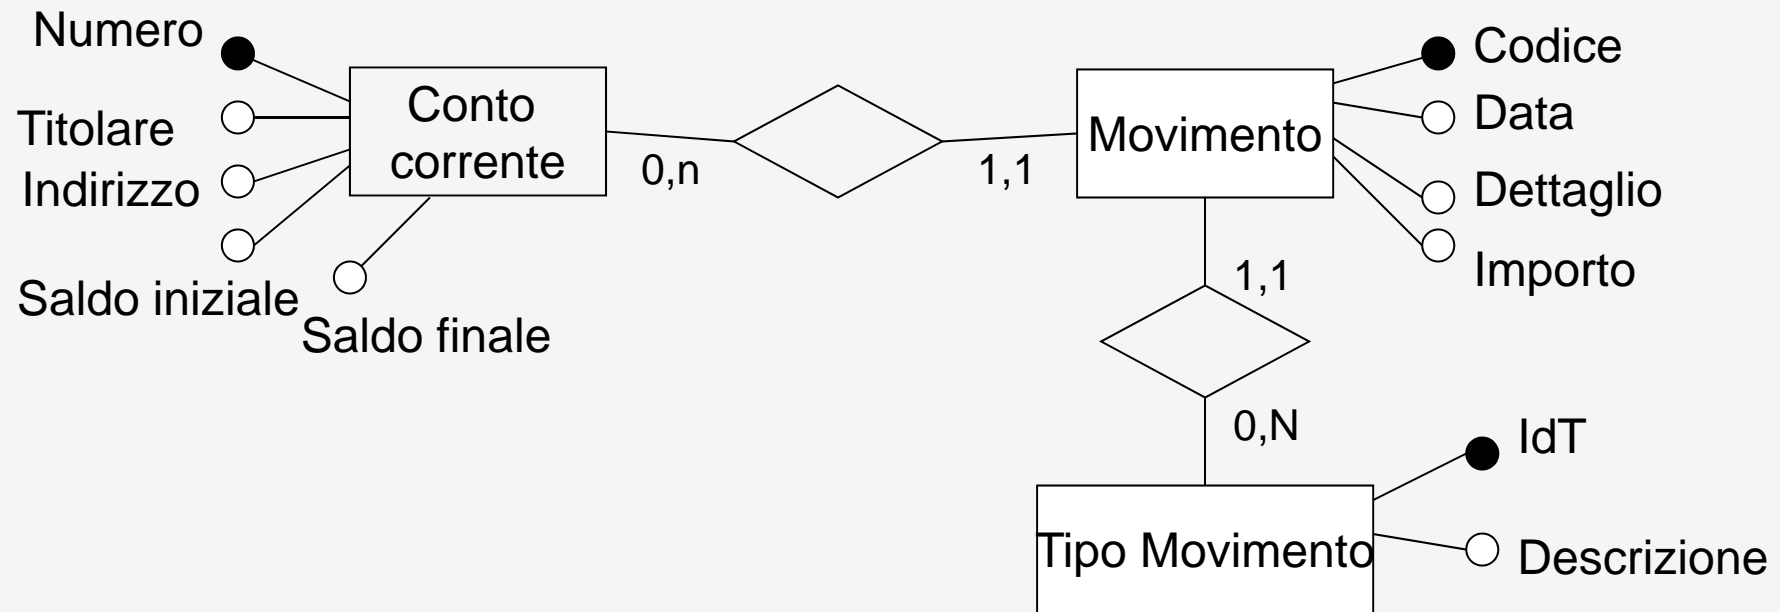 Numero
Titolare
Indirizzo
Saldo iniziale
Saldo finale
Conto
corrente
0,n
1,1
Movimento
Codice
Data
Dettaglio
Importo
1,1
0,N
Tipo Movimento
IdT
Descrizione